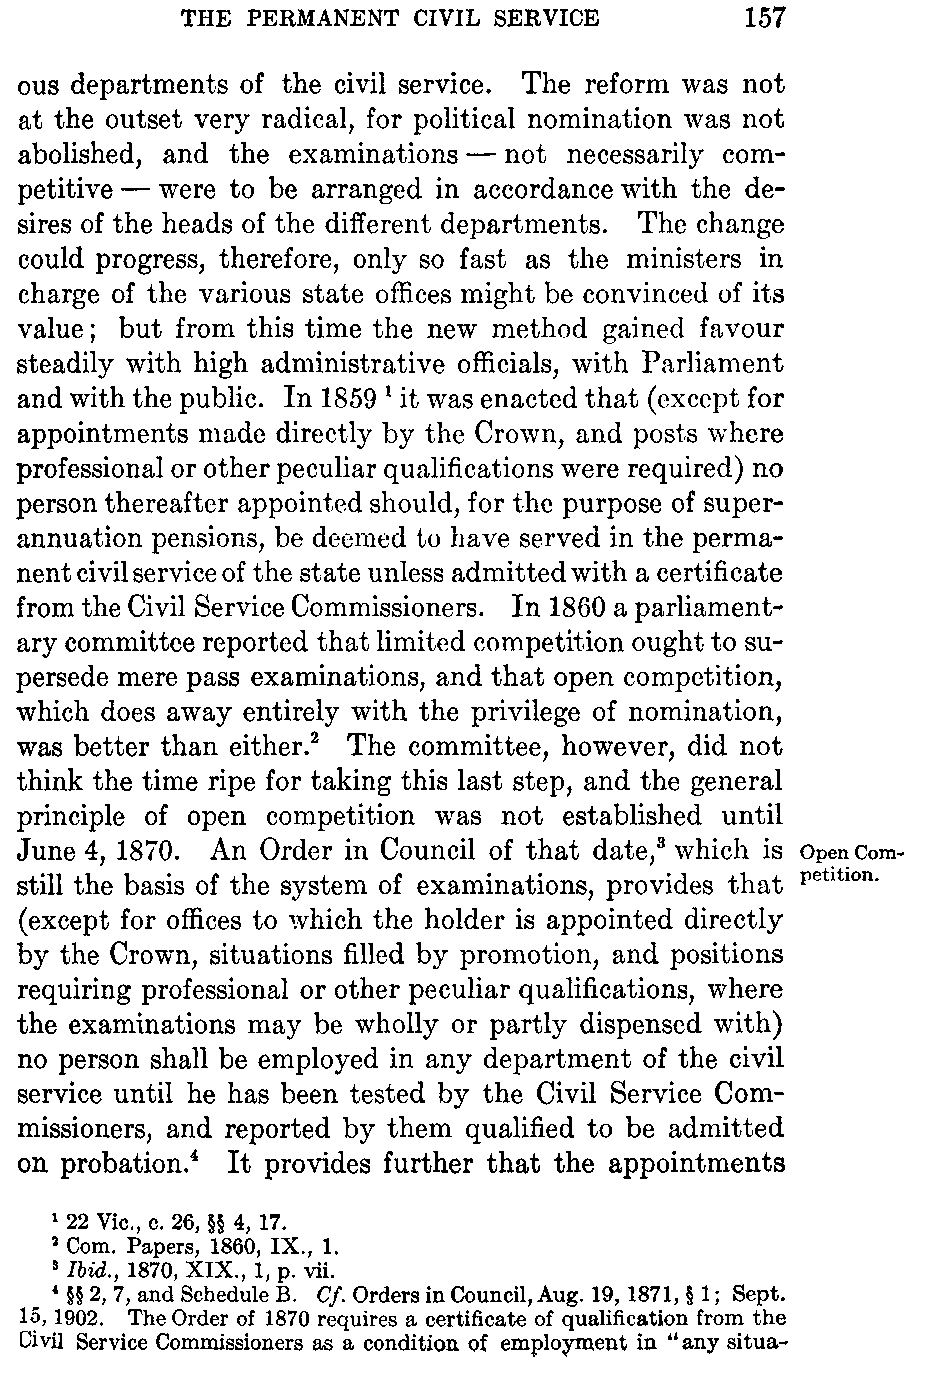 THE PERMANENT CIVIL SERVICE 157
ous departments of the civil service. The reform was not
at the outset very radical, for political nomination was not
abolished, and the examinations — not necessarily com-
petitive — were to be arranged in accordance with the de-
sires of the heads of the different departments. The change
could progress, therefore, only so fast as the ministers in
charge of the various state offices might be convinced of its
value; but from this time the new method gained favour
steadily with high administrative officials, with Parliament
and with the public. In 1859 ¹ it was enacted that (except for
appointments made directly by the Crown, and posts where
professional or other peculiar qualifications were required) no
person thereafter appointed should, for the purpose of super-
annuation pensions, be deemed to have served in the perma-
nent civil service of the state unless admitted with a certificate
from the Civil Service Commissioners. In 1860 a parliament-
ary committee reported that limited competition ought to su-
persede mere pass examinations, and that open competition,
which does away entirely with the privilege of nomination,
was better than either.² The committee, however, did not
think the time ripe for taking this last step, and the general
principle of open competition was not established until
June 4, 1870. An Order in Council of that date,³ which is
still the basis of the system of examinations, provides that
(except for offices to which the holder is appointed directly
by the Crown, situations filled by promotion, and positions
requiring professional or other peculiar qualifications, where
the examinations may be wholly or partly dispensed with)
no person shall be employed in any department of the civil
service until he has been tested by the Civil Service Com-
missioners, and reported by them qualified to be admitted
on probation.⁴ It provides further that the appointments
Open Com-
petition.
¹ 22 Vic., c. 26, §§ 4, 17.
² Com. Papers, 1860, IX., 1.
³ Ibid., 1870, XIX., 1, p. vii.
⁴ §§ 2, 7, and Schedule B. Cf. Orders in Council, Aug. 19, 1871, § 1; Sept.
15, 1902. The Order of 1870 requires a certificate of qualification from the
Civil Service Commissioners as a condition of employment in "any situa-